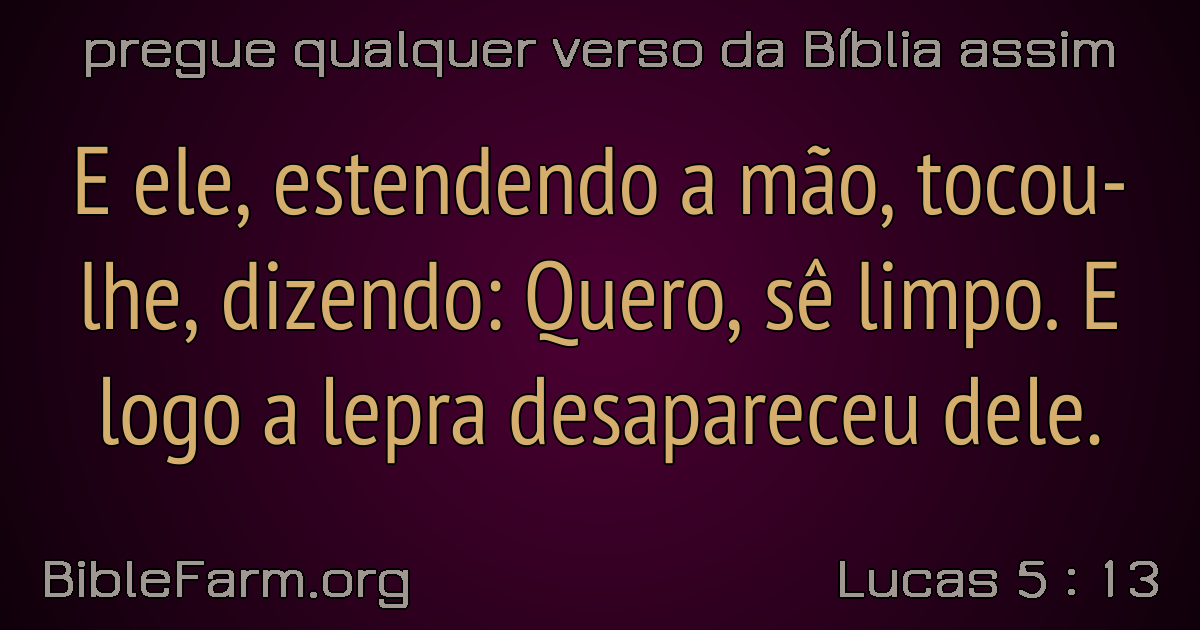 pregue qualquer verso da Bíblia assim
E ele, estendendo a mão, tocou-
lhe, dizendo: Quero, sê limpo. E
logo a lepra desapareceu dele.
BibleFarm.org
Lucas 5 : 13